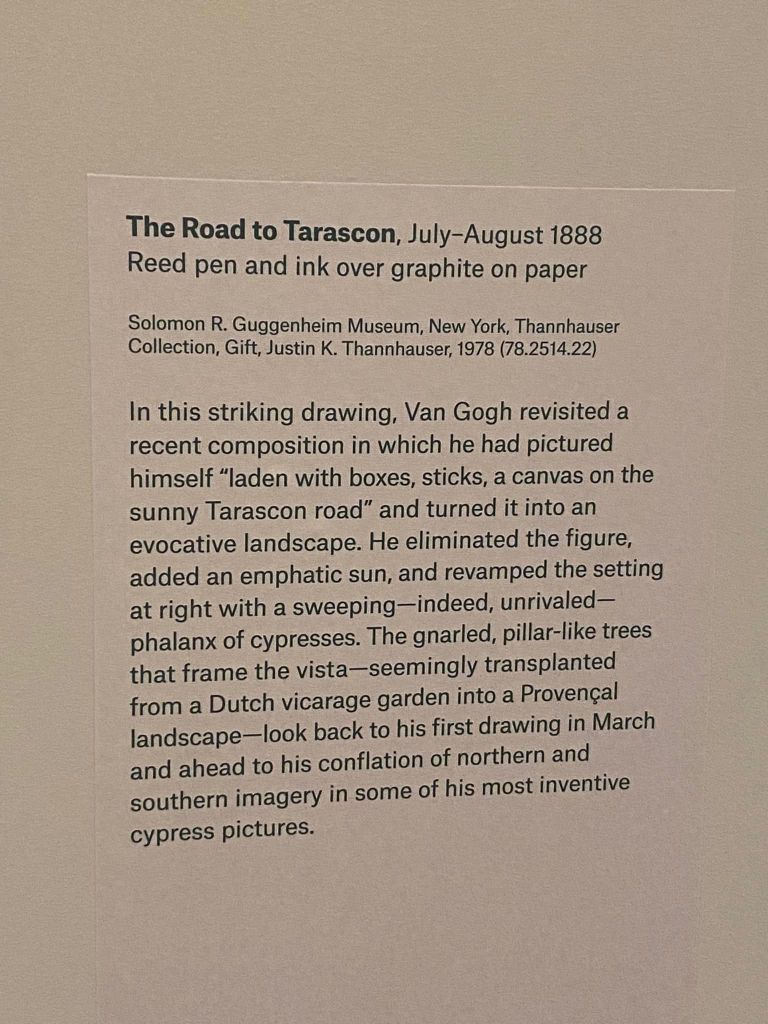 The Road to Tarascon, July–August 1888
Reed pen and ink over graphite on paper
Solomon R. Guggenheim Museum, New York, Thannhauser
Collection, Gift, Justin K. Thannhauser, 1978 (78.2514.22)
In this striking drawing, Van Gogh revisited a
recent composition in which he had pictured
himself “laden with boxes, sticks, a canvas on the
sunny Tarascon road” and turned it into an
evocative landscape. He eliminated the figure,
added an emphatic sun, and revamped the setting
at right with a sweeping—indeed, unrivaled—
phalanx of cypresses. The gnarled, pillar-like trees
that frame the vista—seemingly transplanted
from a Dutch vicarage garden into a Provençal
landscape—look back to his first drawing in March
and ahead to his conflation of northern and
southern imagery in some of his most inventive
cypress pictures.